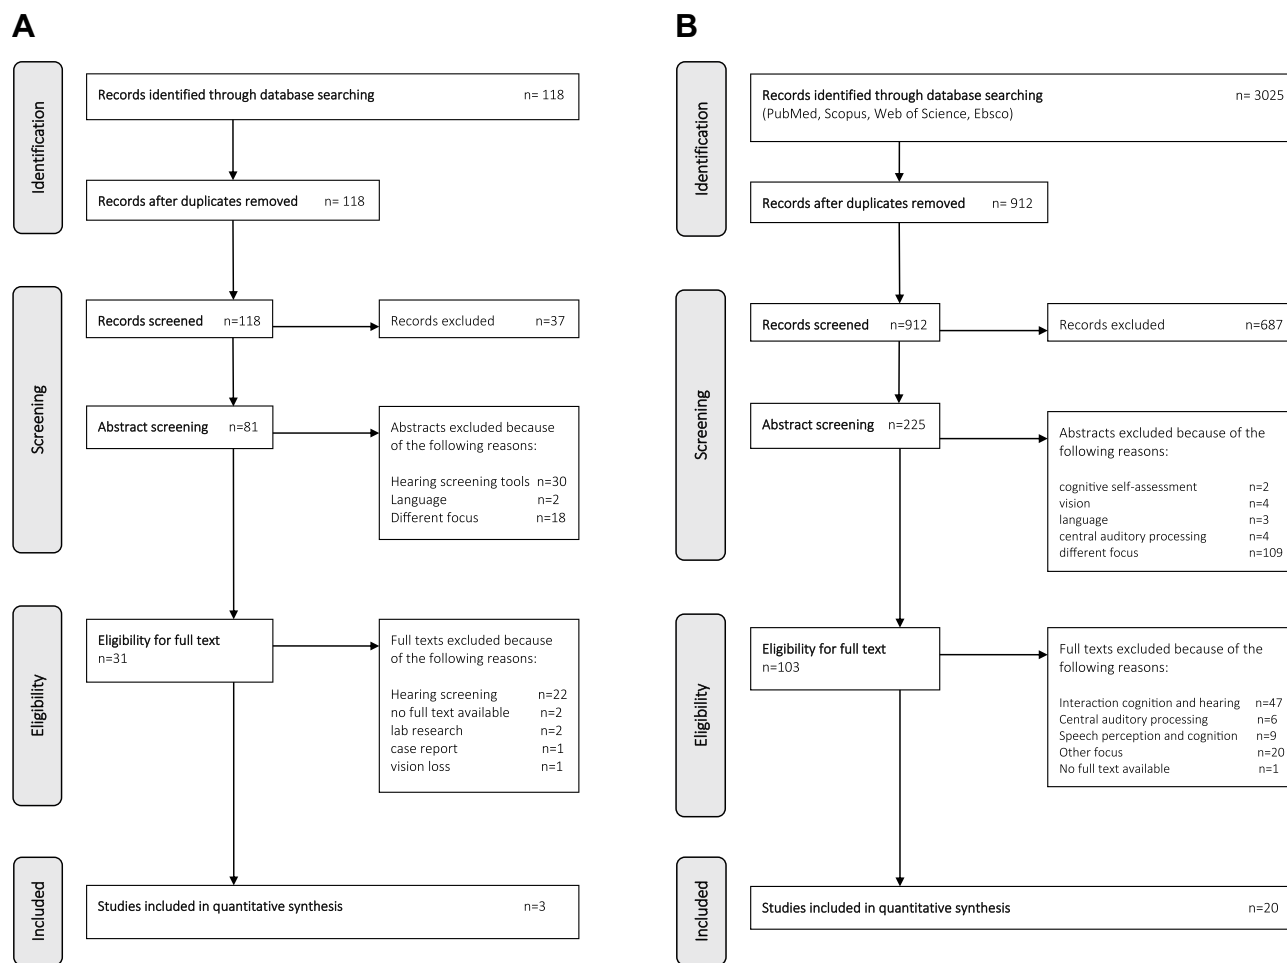 A
Identification
Records identified through database searching n= 118
Records after duplicates removed n= 118
Screening
Records screened n=118
Records excluded n=37
Abstract screening n=81
Abstracts excluded because
of the following reasons:
Hearing screening tools n=30
Language n=2
Different focus n=18
Eligibility
Eligibility for full text
n=31
Full texts excluded because
of the following reasons:
Hearing screening n=22
no full text available n=2
lab research n=2
case report n=1
vision loss n=1
Included
Studies included in quantitative synthesis n=3
B
Identification
Records identified through database searching n= 3025
(PubMed, Scopus, Web of Science, Ebsco)
Records after duplicates removed n= 912
Screening
Records screened n=912
Records excluded n=687
Abstract screening n=225
Abstracts excluded because of the
following reasons:
cognitive self-assessment n=2
vision n=4
language n=3
central auditory processing n=4
different focus n=109
Eligibility
Eligibility for full text
n=103
Full texts excluded because of the
following reasons:
Interaction cognition and hearing n=47
Central auditory processing n=6
Speech perception and cognition n=9
Other focus n=20
No full text available n=1
Included
Studies included in quantitative synthesis n=20